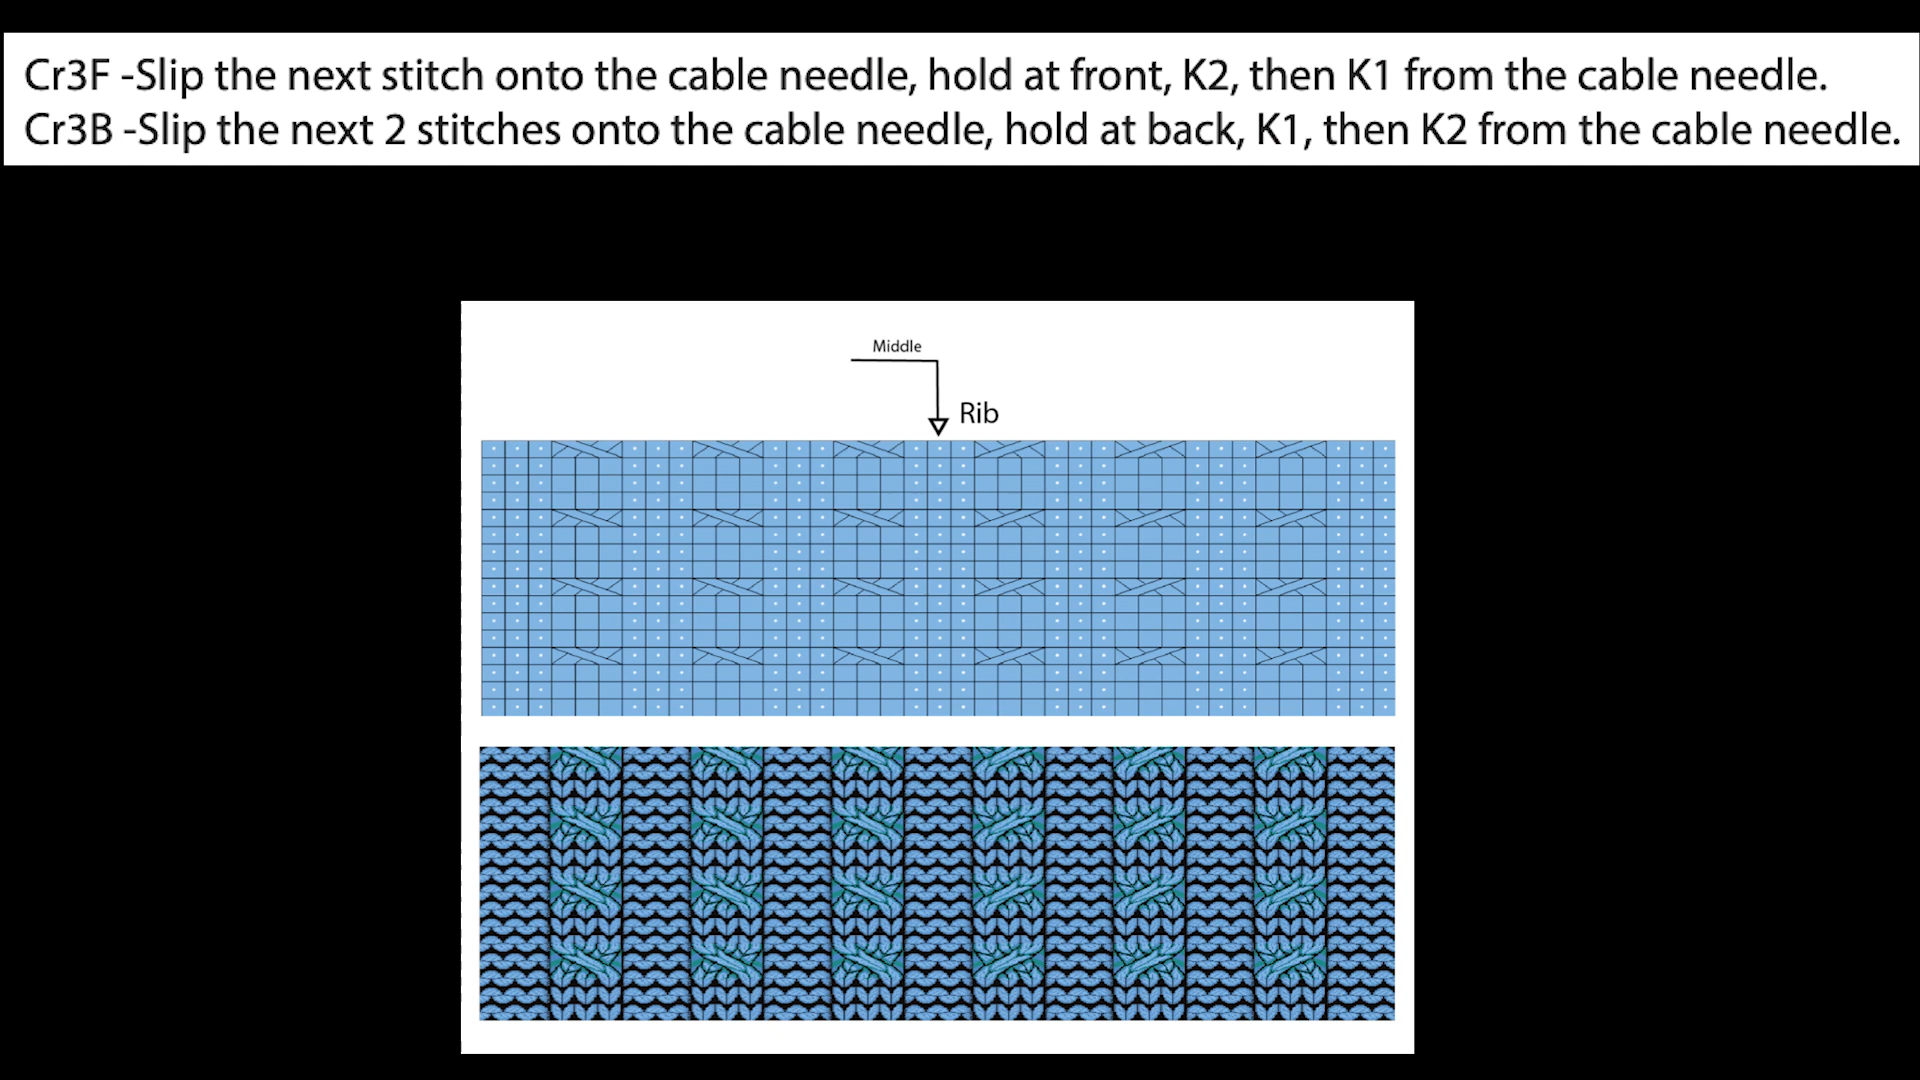 Cr3F -Slip the next stitch onto the cable needle, hold at front, K2, then K1 from the cable needle.
Cr3B -Slip the next 2 stitches onto the cable needle, hold at back, K1, then K2 from the cable needle.
Middle
Rib